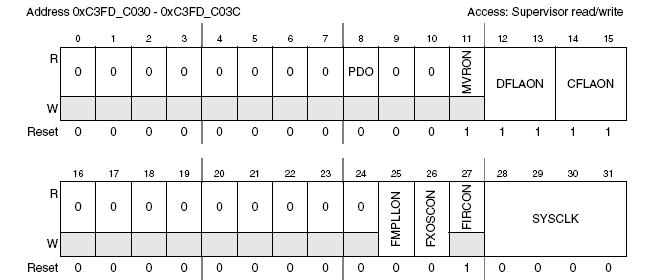 Address 0xC3FD_C030 - 0xC3FD_C03C Access: Supervisor read/write
0 1 2 3 4 5 6 7 8 9 10 11 12 13 14 15
R 0 0 0 0 0 0 0 0 PDO 0 0 MVRON DFLAON CFLAON
W
Reset 0 0 0 0 0 0 0 0 0 0 0 1 1 1 1 1
16 17 18 19 20 21 22 23 24 25 26 27 28 29 30 31
R 0 0 0 0 0 0 0 0 0 FMPLLON FXOSCON FIRCON SYSCLK
W
Reset 0 0 0 0 0 0 0 0 0 0 0 1 0 0 0 0